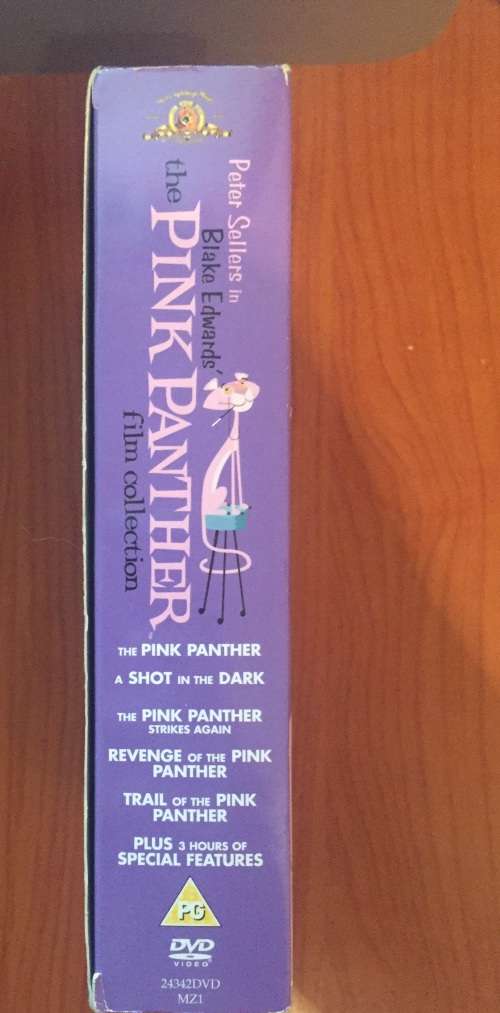 Peter Sellers in
Blake Edwards'
the PINK PANTHER
film collection
THE PINK PANTHER
A SHOT IN THE DARK
THE PINK PANTHER
STRIKES AGAIN
REVENGE OF THE PINK
PANTHER
TRAIL OF THE PINK
PANTHER
PLUS 3 HOURS OF
SPECIAL FEATURES
PG
DVD
VIDEO
24342DVD
MZ1